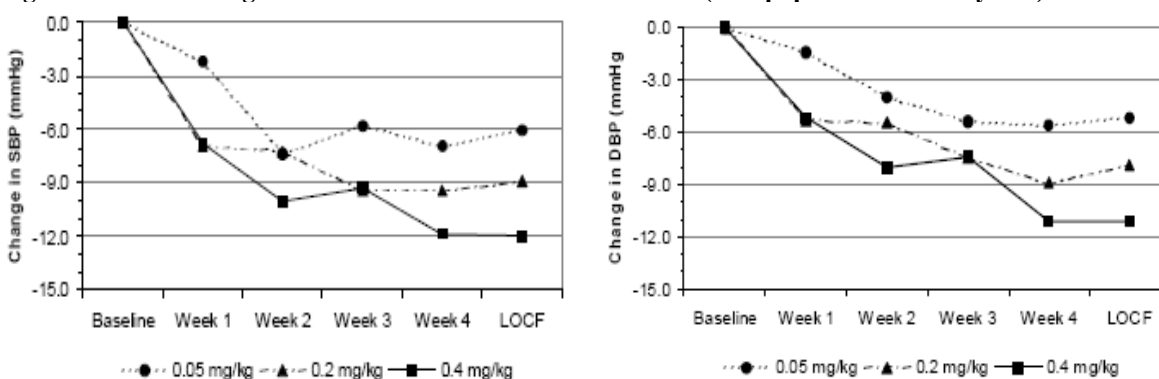 0.0
-3.0
-6.0
-9.0
-12.0
-15.0
Change in SBP (mmHg)
Baseline Week 1 Week 2 Week 3 Week 4 LOCF
0.05 mg/kg 0.2 mg/kg 0.4 mg/kg
0.0
-3.0
-6.0
-9.0
-12.0
-15.0
Change in DBP (mmHg)
Baseline Week 1 Week 2 Week 3 Week 4 LOCF
0.05 mg/kg 0.2 mg/kg 0.4 mg/kg